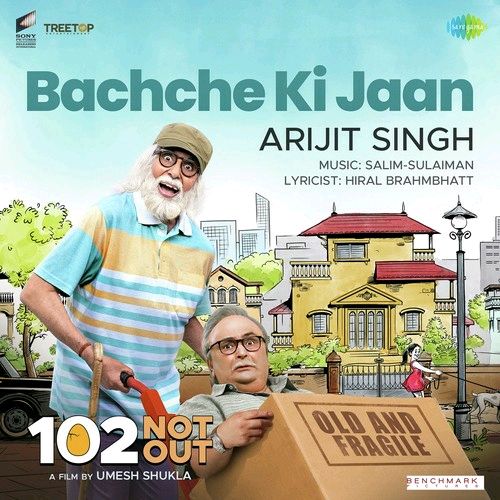 SONY
TREETOP
ENTERTAINMENT
SAREGAMA
Bachche Ki Jaan
ARIJIT SINGH
MUSIC: SALIM-SULAIMAN
LYRICIST: HIRAL BRAHMBHATT
OLD AND
FRAGILE
102 NOT
OUT
A FILM BY UMESH SHUKLA
BENCHMARK
PICTURES